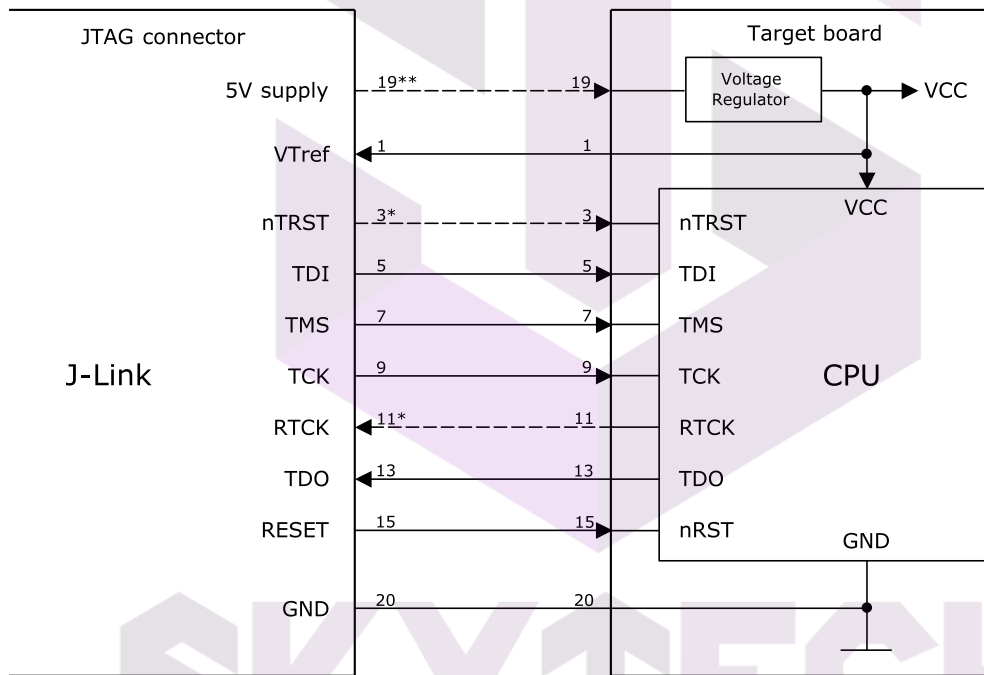 JTAG connector
Target board
5V supply 19** 19 Voltage Regulator VCC
VTref 1 1
VCC
nTRST 3* 3 nTRST
TDI 5 5 TDI
TMS 7 7 TMS
J-Link TCK 9 9 TCK CPU
RTCK 11* 11 RTCK
TDO 13 13 TDO
RESET 15 15 nRST
GND
GND 20 20
SKYTECH